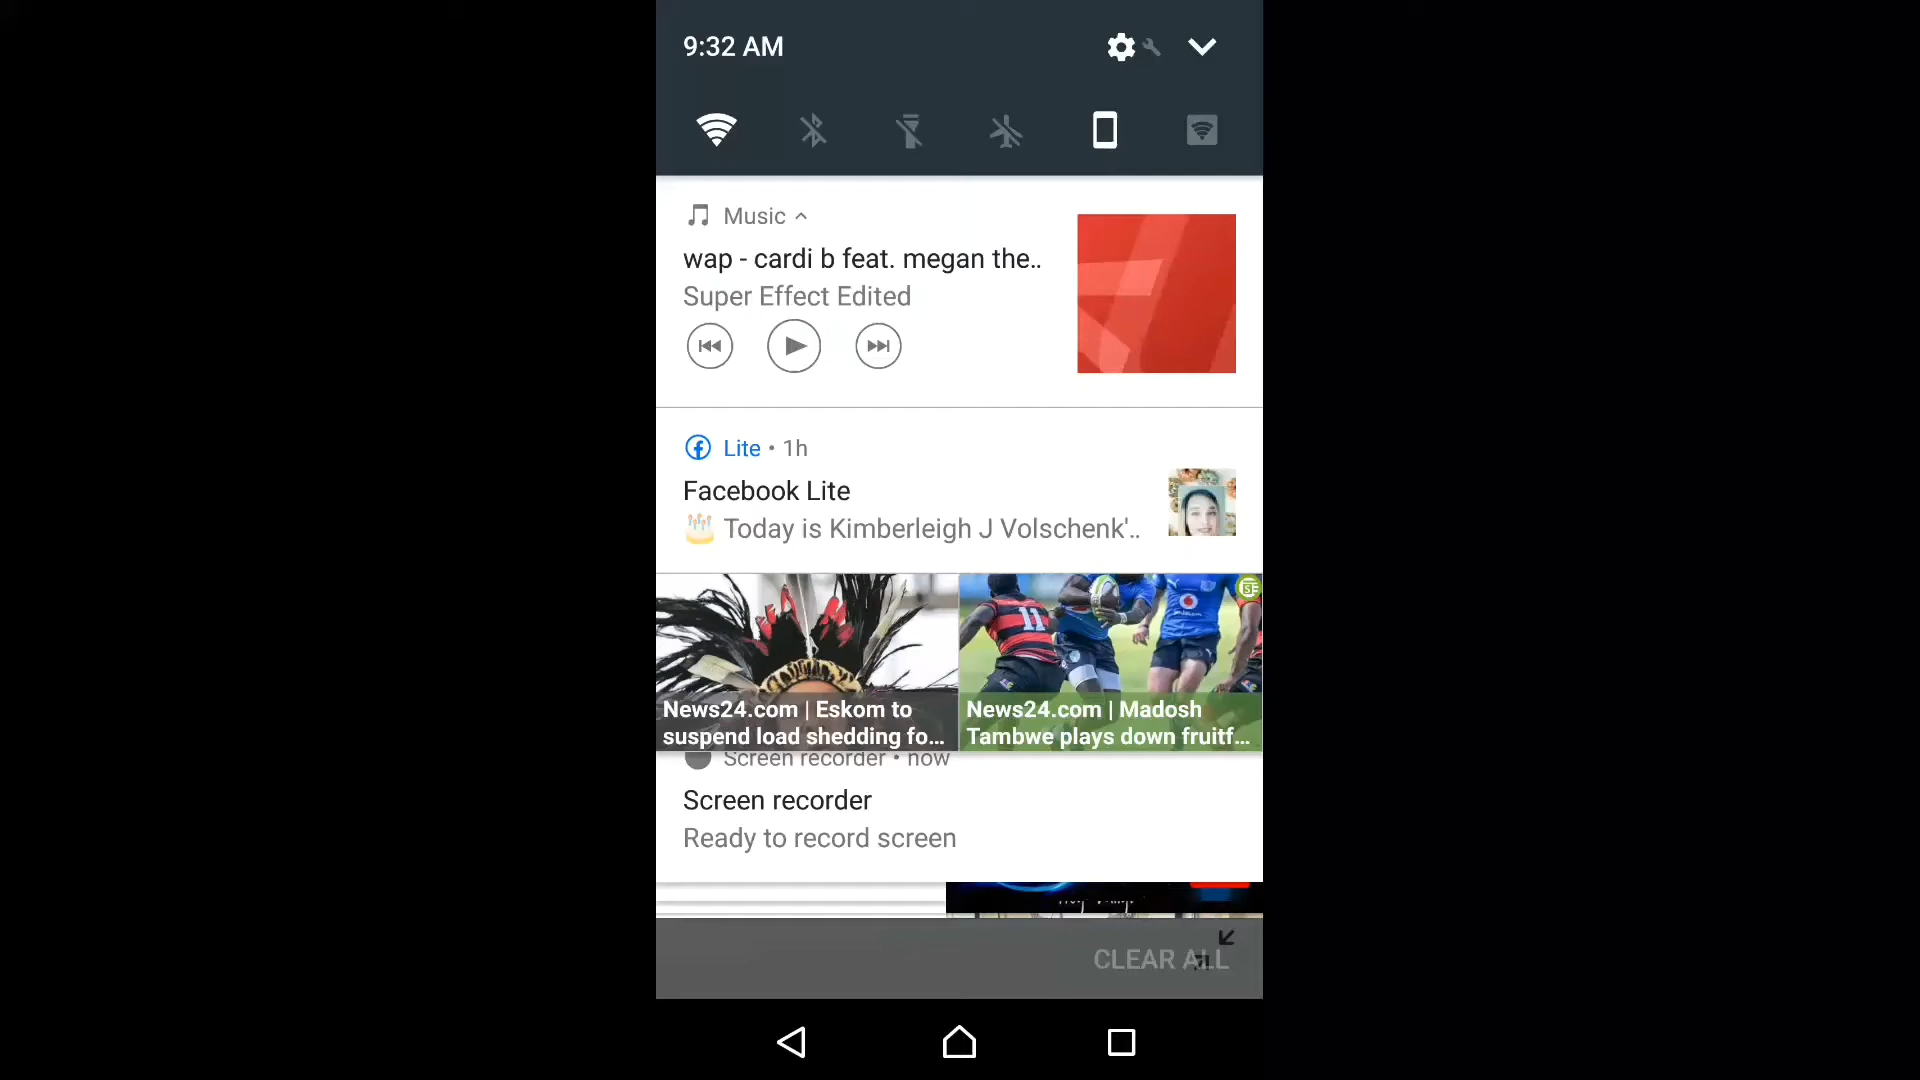 9:32 AM
Music
wap - cardi b feat. megan the..
Super Effect Edited
Lite • 1h
Facebook Lite
🎂 Today is Kimberleigh J Volschenk'..
11
News24.com | Eskom to
suspend load shedding fo...
News24.com | Madosh
Tambwe plays down fruitf...
Screen recorder • now
Screen recorder
Ready to record screen
CLEAR ALL